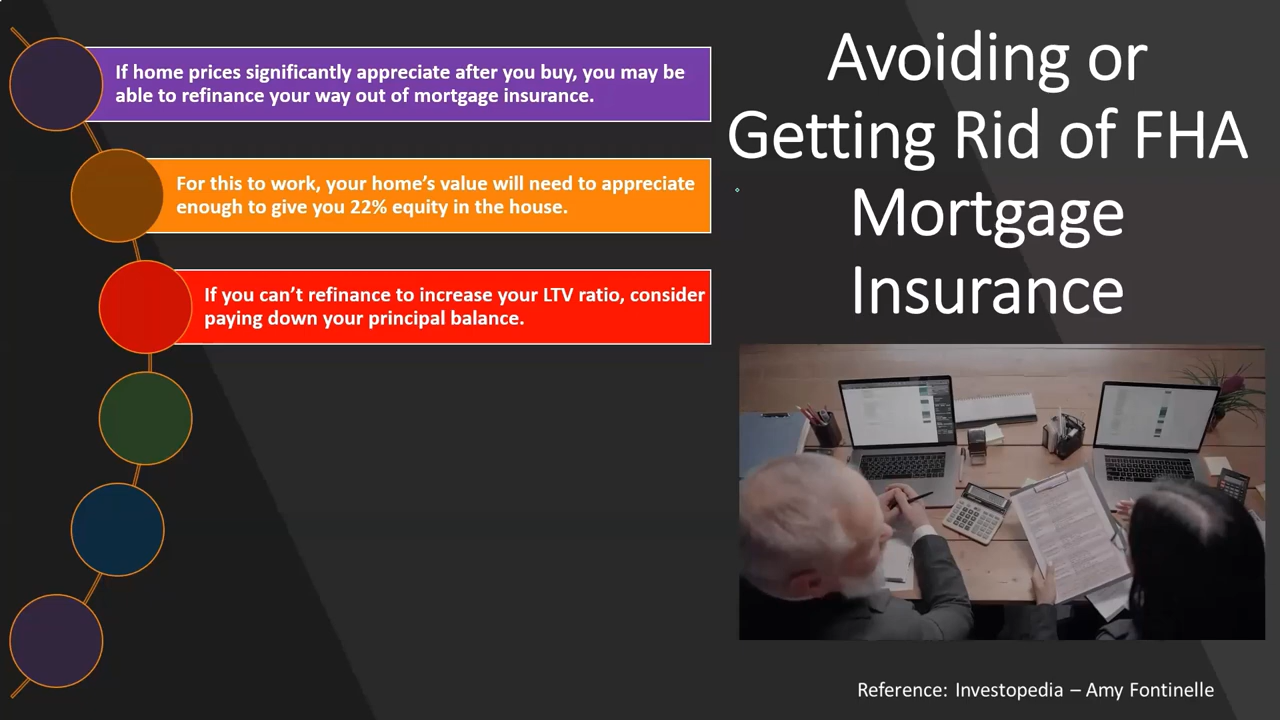 Avoiding or
Getting Rid of FHA
Mortgage
Insurance
If home prices significantly appreciate after you buy, you may be
able to refinance your way out of mortgage insurance.
For this to work, your home’s value will need to appreciate
enough to give you 22% equity in the house.
If you can’t refinance to increase your LTV ratio, consider
paying down your principal balance.
Reference: Investopedia – Amy Fontinelle